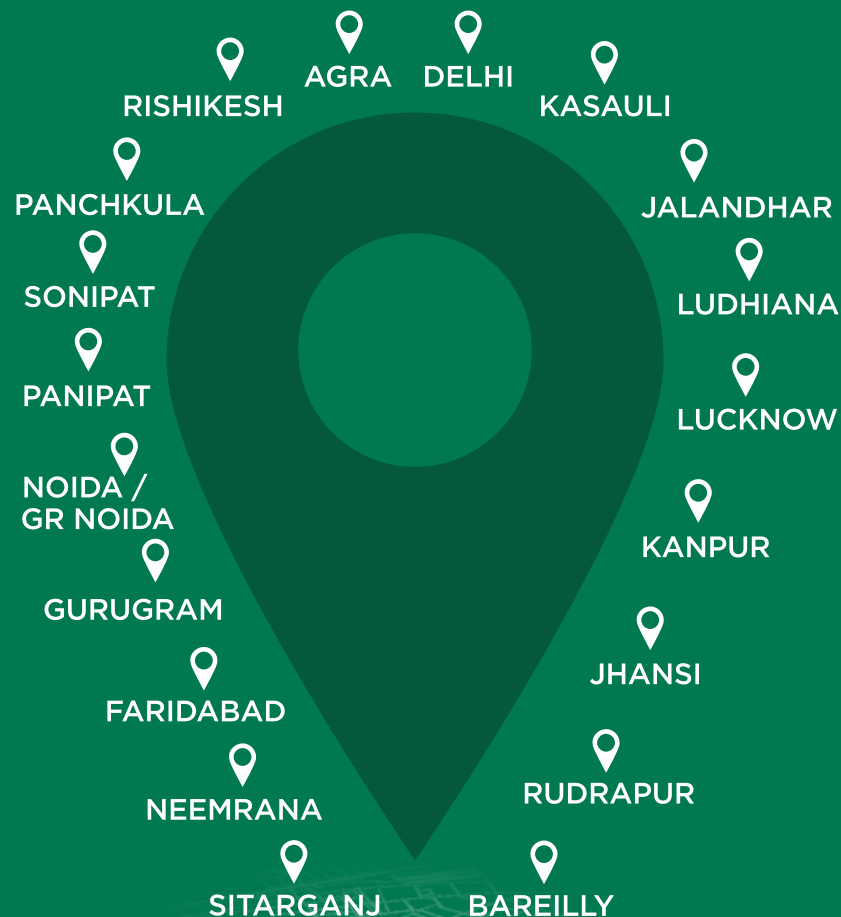 AGRA
DELHI
RISHIKESH
KASAULI
PANCHKULA
JALANDHAR
SONIPAT
LUDHIANA
PANIPAT
LUCKNOW
NOIDA /
GR NOIDA
KANPUR
GURUGRAM
JHANSI
FARIDABAD
RUDRAPUR
NEEMRANA
SITARGANJ
BAREILLY